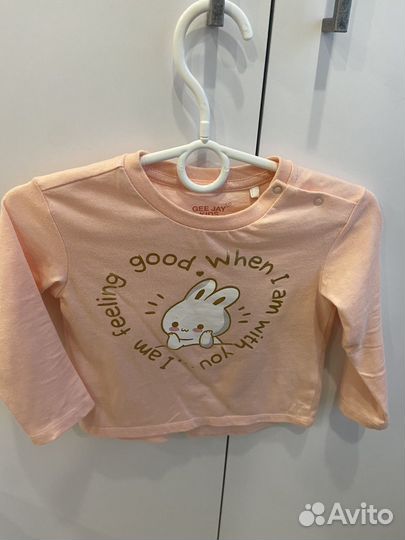 GEE JAY
KIDS
I am feeling good when I am with you...
Avito